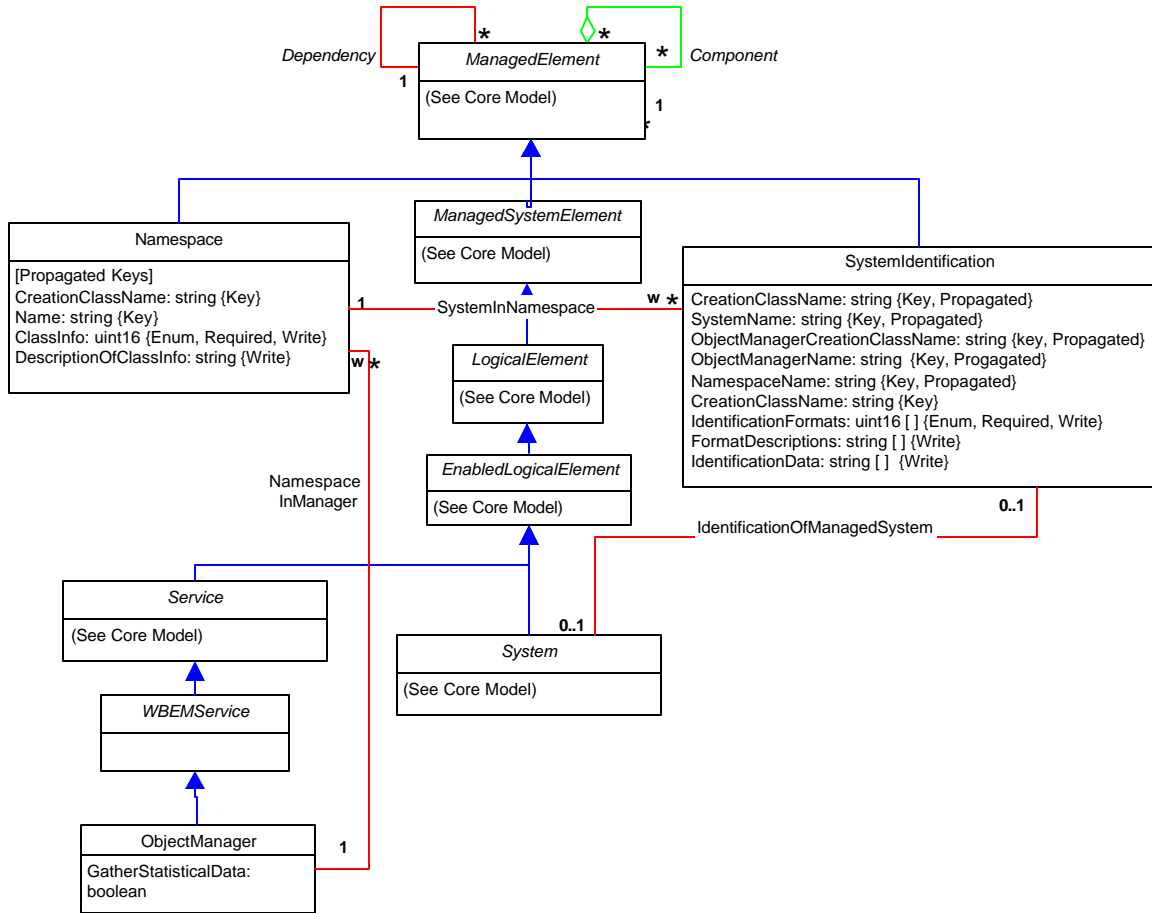 Dependency
*
*
*
Component
ManagedElement
1
(See Core Model)
1
*
ManagedSystemElement
(See Core Model)
Namespace
[Propagated Keys]
CreationClassName: string {Key}
Name: string {Key}
ClassInfo: uint16 {Enum, Required, Write}
DescriptionOfClassInfo: string {Write}
1
SystemInNamespace
w *
SystemIdentification
CreationClassName: string {Key, Propagated}
SystemName: string {Key, Propagated}
ObjectManagerCreationClassName: string {key, Propagated}
ObjectManagerName: string {Key, Progagated}
NamespaceName: string {Key, Propagated}
CreationClassName: string {Key}
IdentificationFormats: uint16 [ ] {Enum, Required, Write}
FormatDescriptions: string [ ] {Write}
IdentificationData: string [ ] {Write}
w *
LogicalElement
(See Core Model)
EnabledLogicalElement
(See Core Model)
Namespace
InManager
0..1
IdentificationOfManagedSystem
Service
(See Core Model)
0..1
System
(See Core Model)
WBEMService
ObjectManager
GatherStatisticalData:
boolean
1